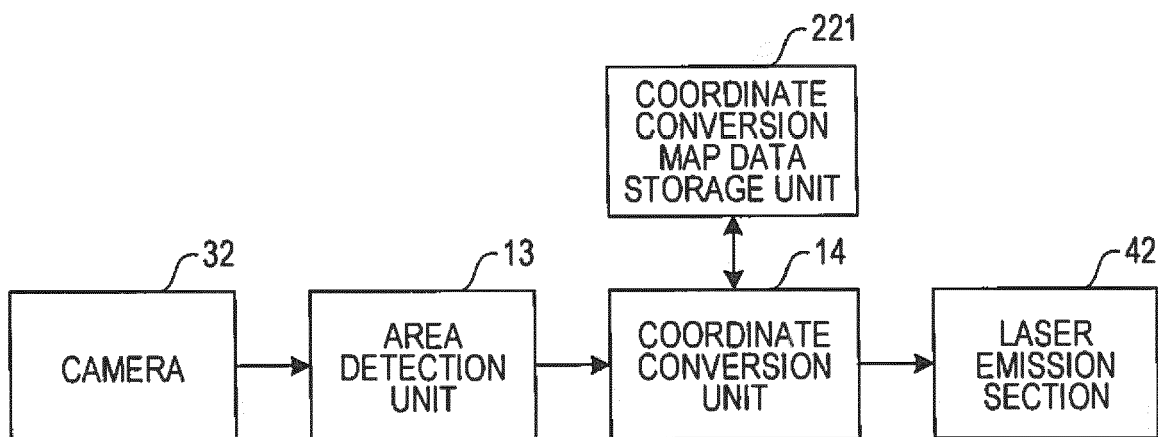 221
COORDINATE
CONVERSION
MAP DATA
STORAGE UNIT
32
13
14
42
CAMERA
AREA
DETECTION
UNIT
COORDINATE
CONVERSION
UNIT
LASER
EMISSION
SECTION